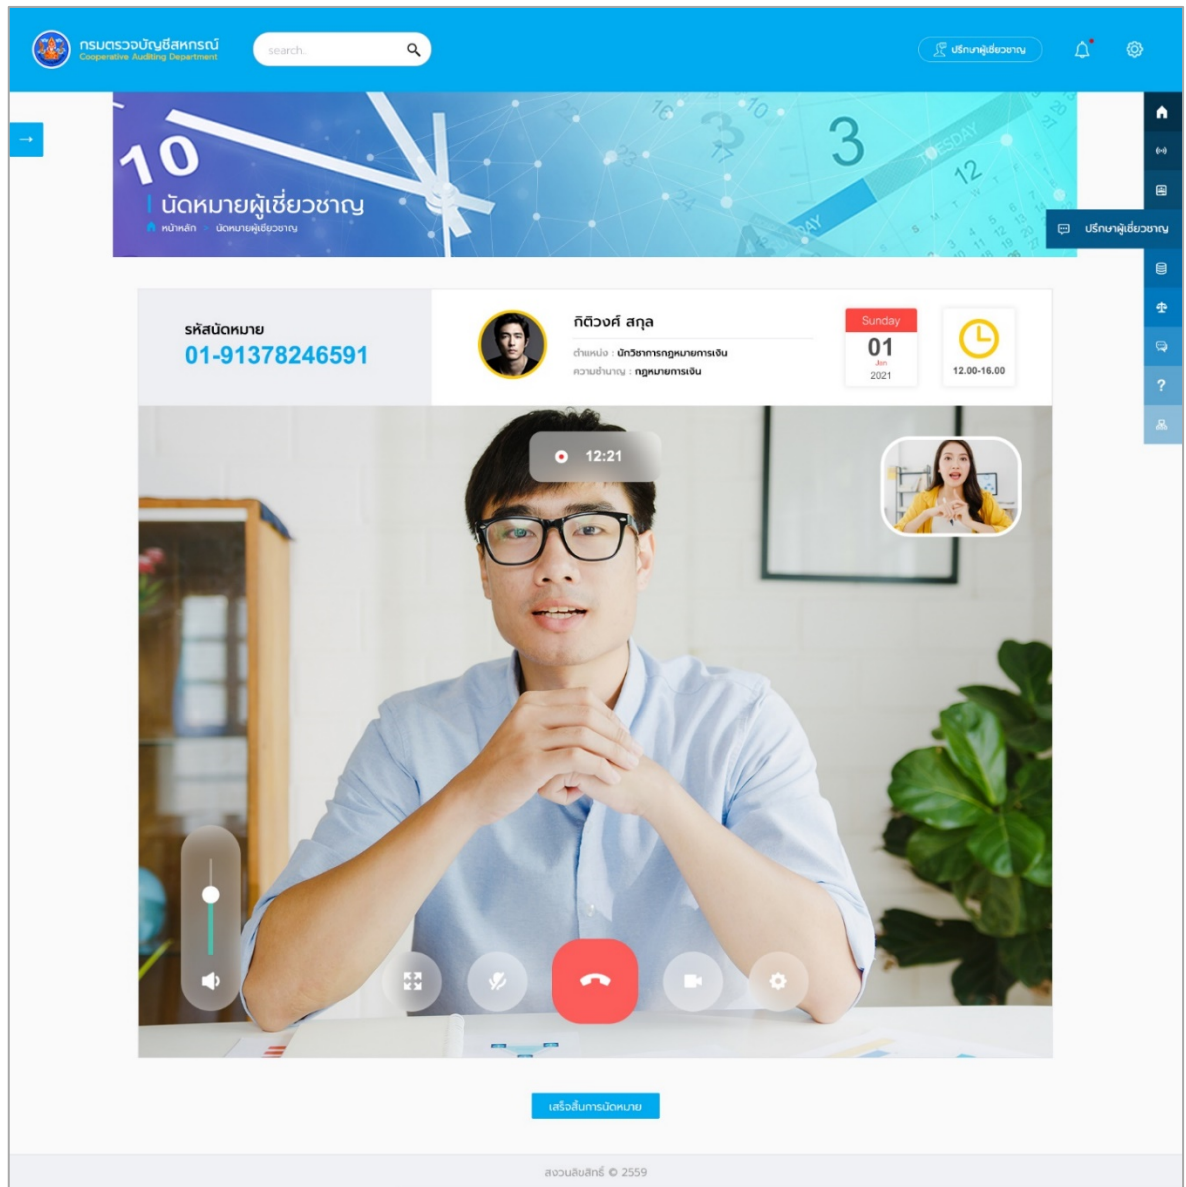 กรมตรวจบัญชีสหกรณ์
Cooperative Auditing Department
search..
ปรึกษาผู้เชี่ยวชาญ
10
3
TUESDAY
12
นัดหมายผู้เชี่ยวชาญ
หน้าหลัก > นัดหมายผู้เชี่ยวชาญ
ปรึกษาผู้เชี่ยวชาญ
รหัสนัดหมาย
01-91378246591
กิติวงศ์ สกุล
ตำแหน่ง : นักวิชาการกฎหมายการเงิน
ความชำนาญ : กฎหมายการเงิน
Sunday
01
Jan
2021
12.00-16.00
12:21
เสร็จสิ้นการนัดหมาย
สงวนลิขสิทธิ์ © 2559